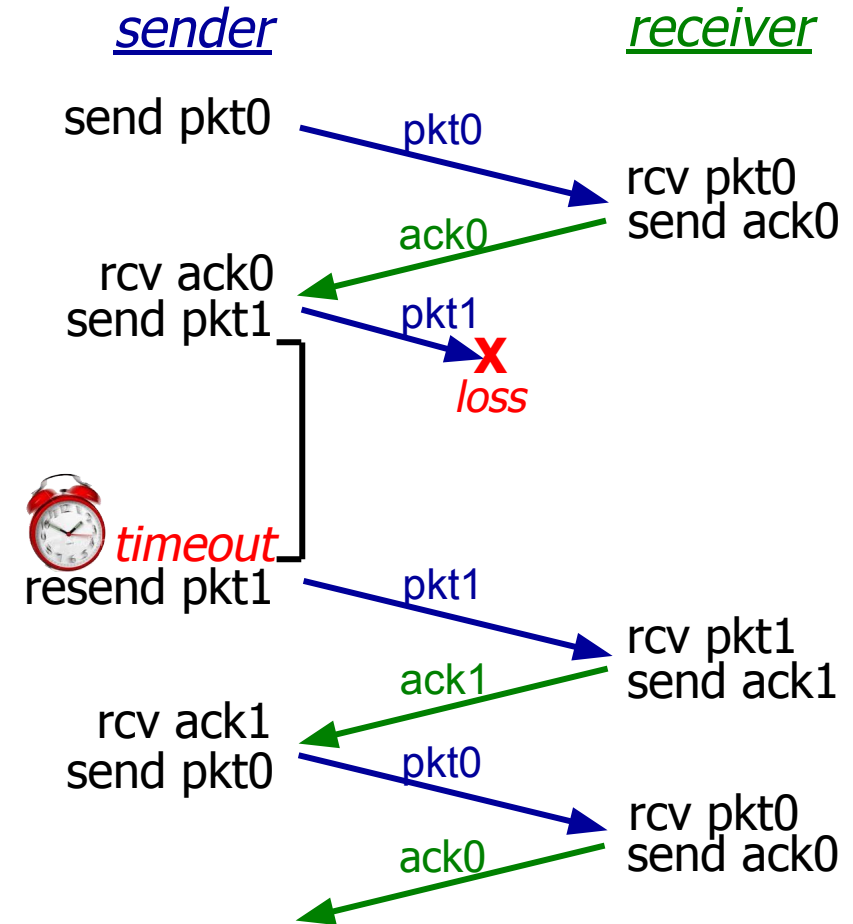 sender
receiver
send pkt0
pkt0
rcv pkt0
send ack0
ack0
rcv ack0
send pkt1
pkt1
X
loss
timeout
resend pkt1
pkt1
rcv pkt1
send ack1
ack1
rcv ack1
send pkt0
pkt0
rcv pkt0
send ack0
ack0